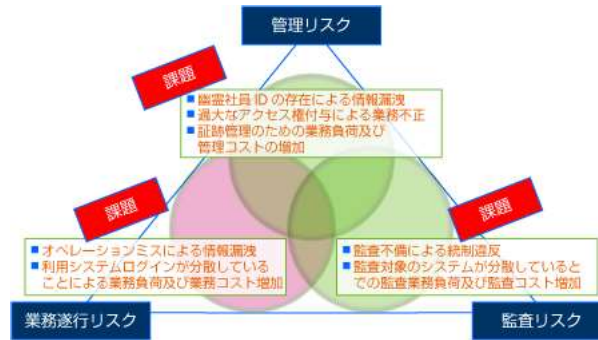 管理リスク
課題
■ 幽霊社員 ID の存在による情報漏洩
■ 過大なアクセス権付与による業務不正
■ 証跡管理のための業務負荷及び
管理コストの増加
課題
■ オペレーションミスによる情報漏洩
■ 利用システムログインが分散している
ことによる業務負荷及び業務コスト増加
業務遂行リスク
課題
■ 監査不備による統制違反
■ 監査対象のシステムが分散していると
での監査業務負荷及び監査コスト増加
監査リスク